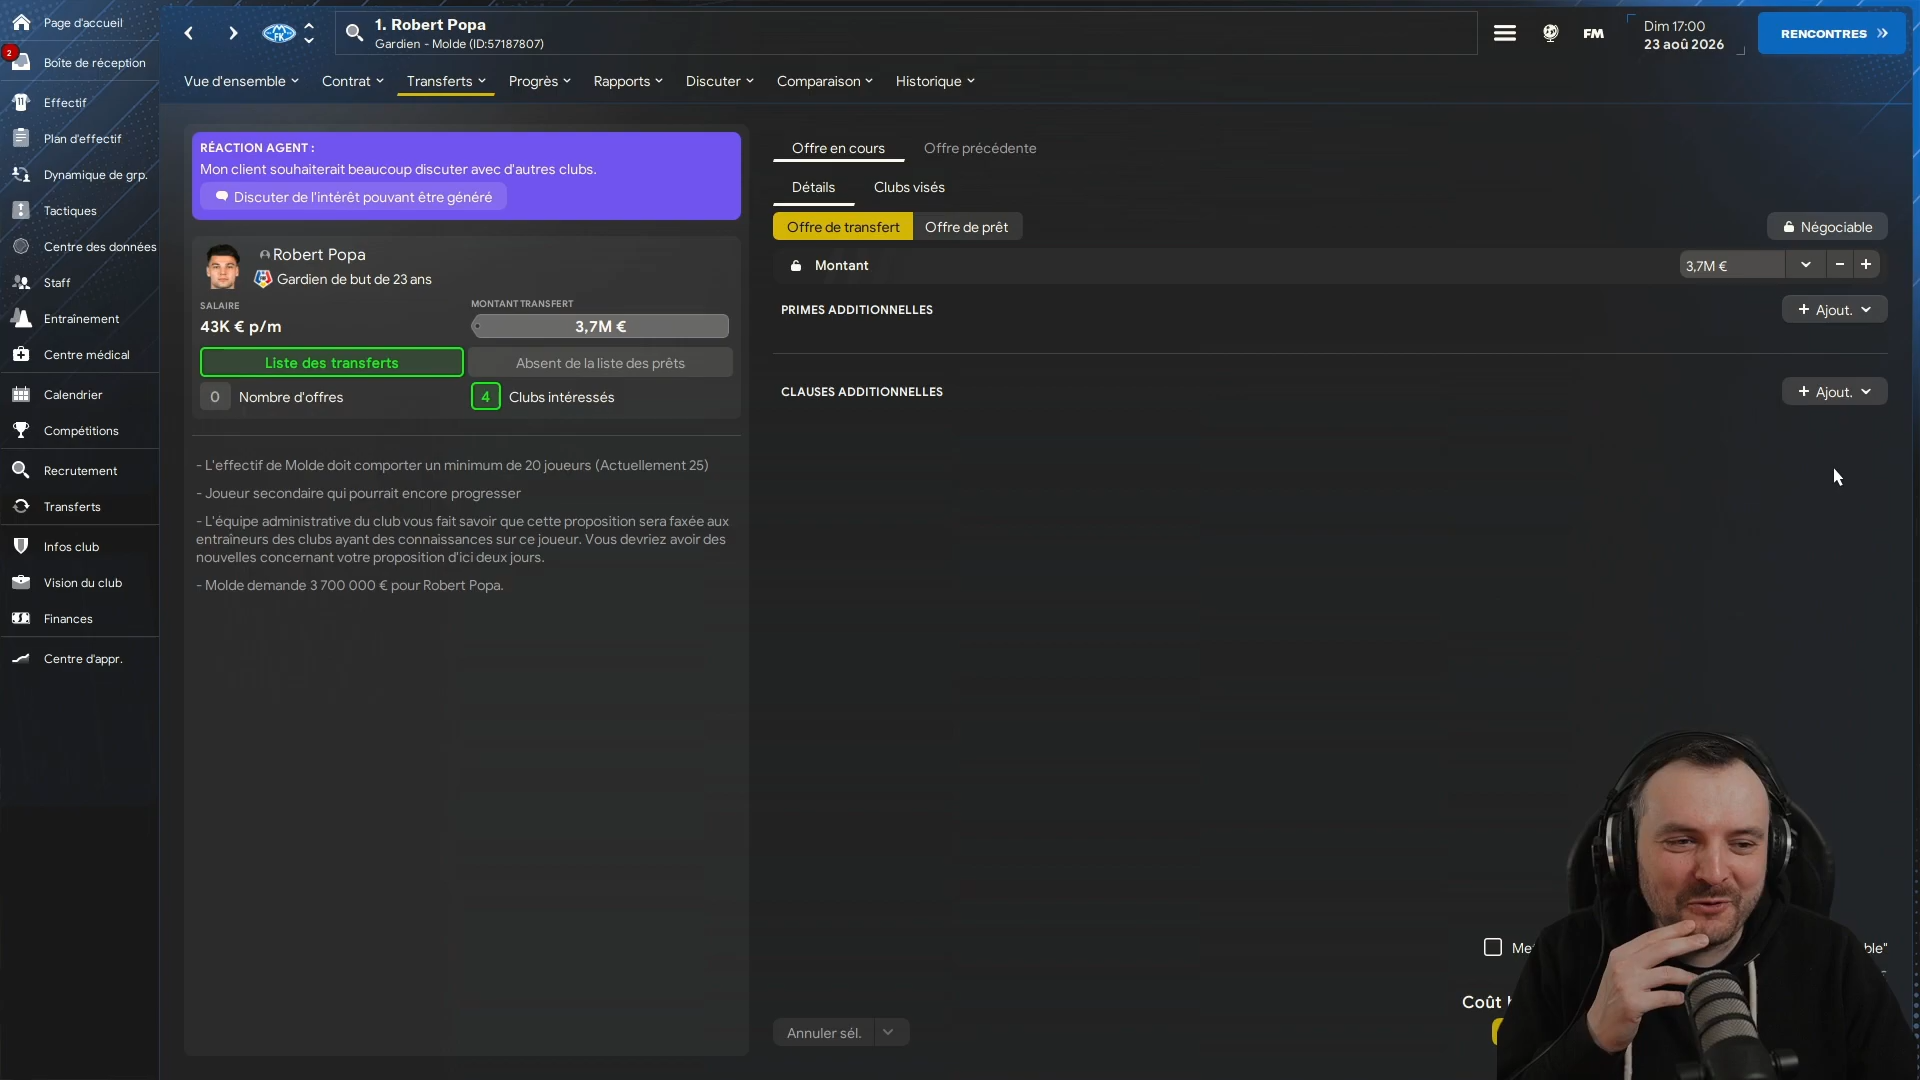 Page d'accueil
2
Boîte de réception
Effectif
Plan d'effectif
Dynamique de grp.
Tactiques
Centre des données
Staff
Entraînement
Centre médical
Calendrier
Compétitions
Recrutement
Transferts
Infos club
Vision du club
Finances
Centre d'appr.
1. Robert Popa
Gardien - Molde (ID:57187807)
FM
Dim 17:00
23 aoû 2026
RENCONTRES
Vue d'ensemble
Contrat
Transferts
Progrès
Rapports
Discuter
Comparaison
Historique
RÉACTION AGENT :
Mon client souhaiterait beaucoup discuter avec d'autres clubs.
Discuter de l'intérêt pouvant être généré
Robert Popa
Gardien de but de 23 ans
SALAIRE
43K € p/m
MONTANT TRANSFERT
3,7M €
Liste des transferts
Absent de la liste des prêts
0 Nombre d'offres
4 Clubs intéressés
- L'effectif de Molde doit comporter un minimum de 20 joueurs (Actuellement 25)
- Joueur secondaire qui pourrait encore progresser
- L'équipe administrative du club vous fait savoir que cette proposition sera faxée aux
entraîneurs des clubs ayant des connaissances sur ce joueur. Vous devriez avoir des
nouvelles concernant votre proposition d'ici deux jours.
- Molde demande 3 700 000 € pour Robert Popa.
Offre en cours
Offre précédente
Détails
Clubs visés
Offre de transfert
Offre de prêt
Négociable
Montant
3,7M €
PRIMES ADDITIONNELLES
+ Ajout.
CLAUSES ADDITIONNELLES
+ Ajout.
Coût
Annuler sél.